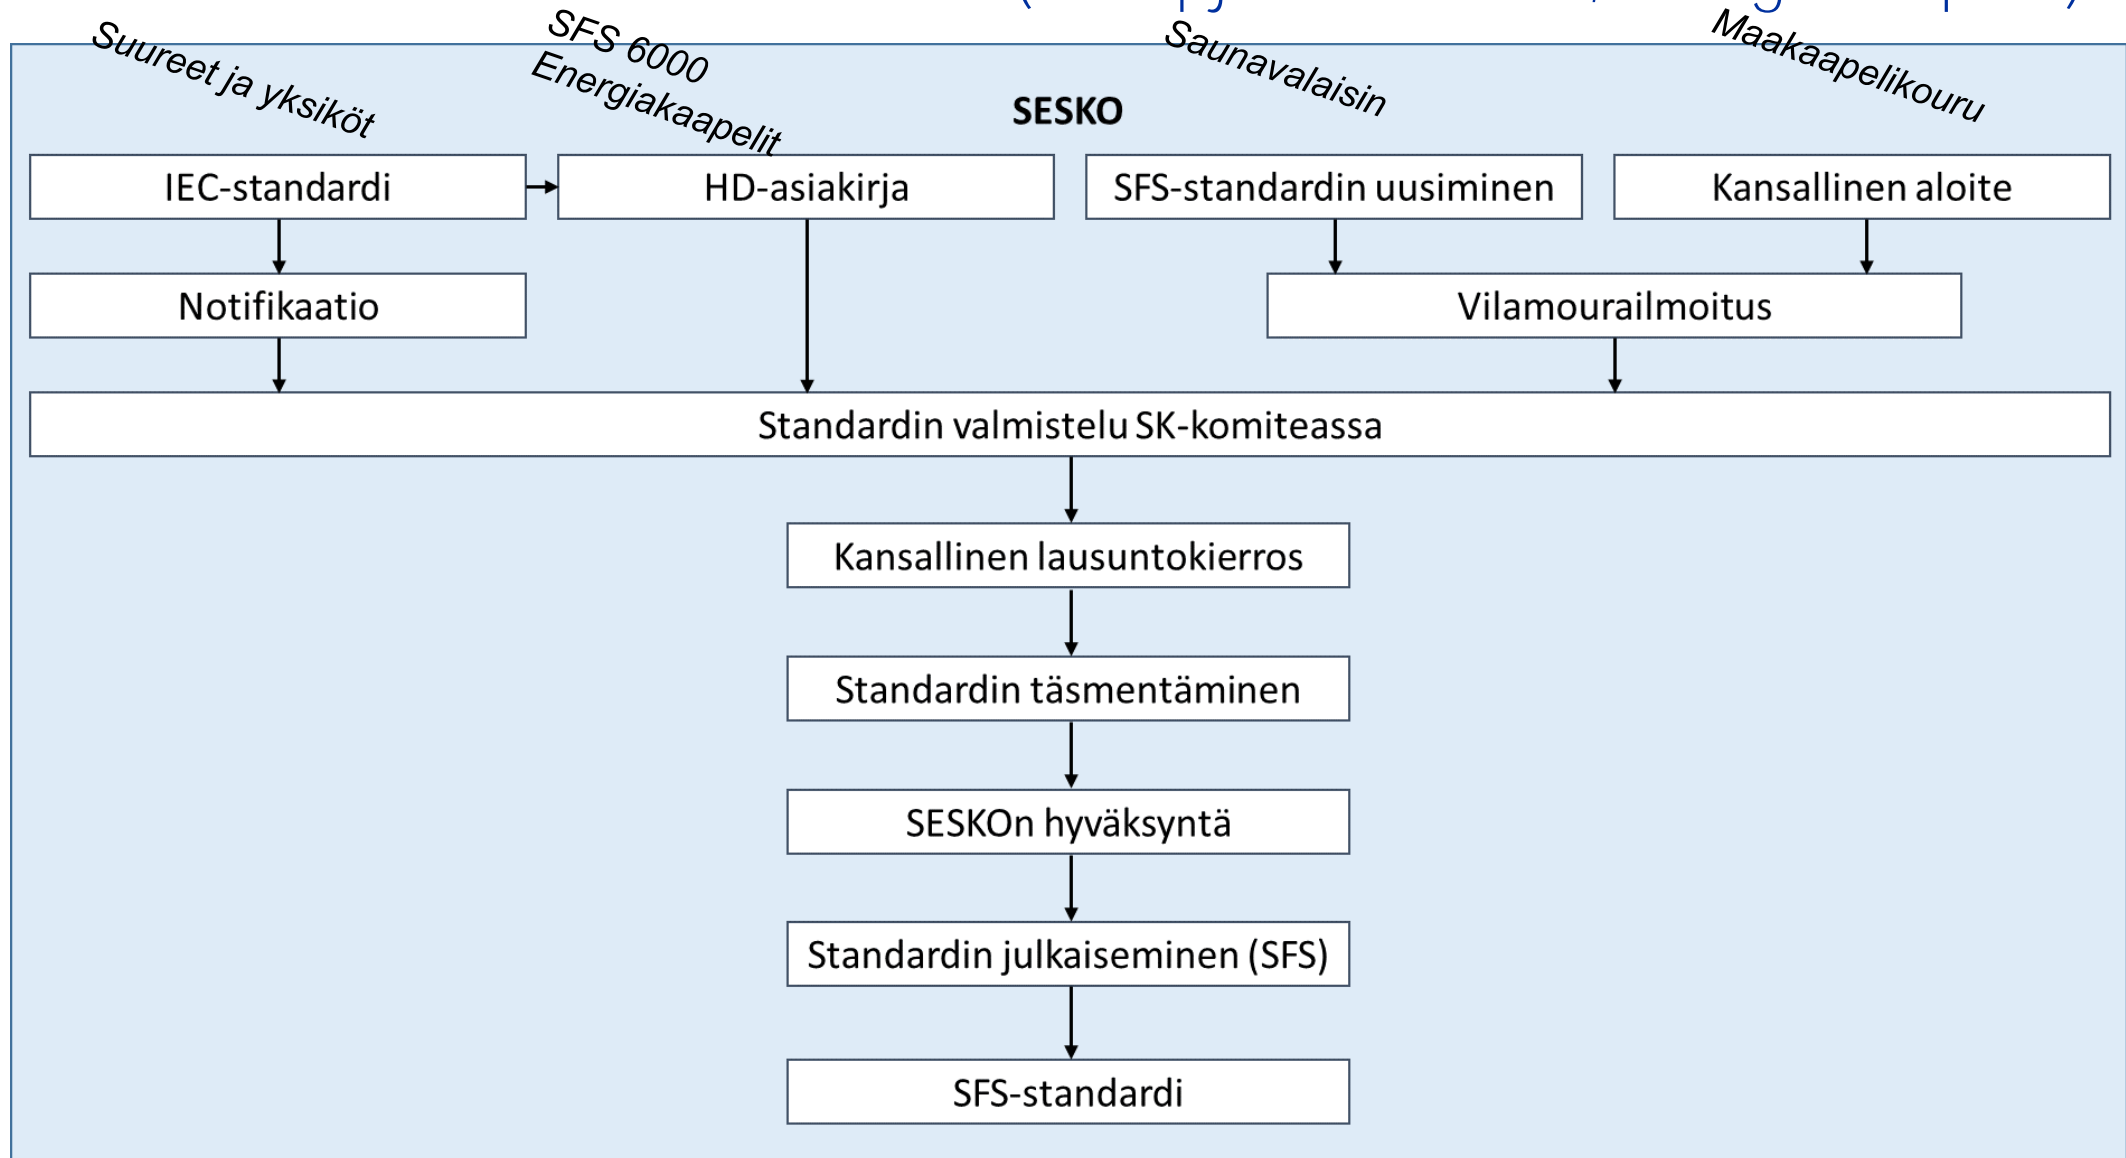 Suureet ja yksiköt
SFS 6000
Energiakaapelit
Saunavalaisin
Maakaapelikouru
SESKO
IEC-standardi
HD-asiakirja
SFS-standardin uusiminen
Kansallinen aloite
Notifikaatio
Vilamourailmoitus
Standardin valmistelu SK-komiteassa
Kansallinen lausuntokierros
Standardin täsmentäminen
SESKOn hyväksyntä
Standardin julkaiseminen (SFS)
SFS-standardi